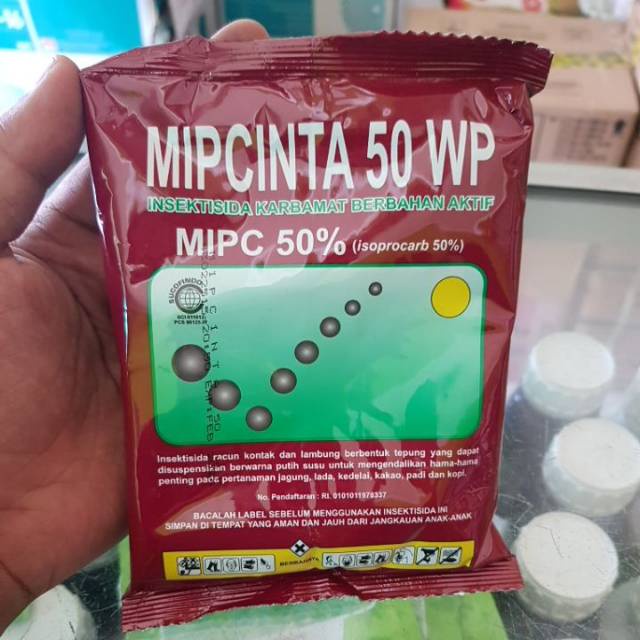 MIPCINTA 50 WP
INSEKTISIDA KARBAMAT BERBAHAN AKTIF
MIPC 50% (isoprocarb 50%)
SUCOFINDO
Insektisida racun kontak dan lambung berbentuk tepung yang dapat
disuspensikan berwarna putih susu untuk mengendalikan hama-hama
penting pada pertanaman jagung, lada, kedelai, kakao, padi dan kopi.
No. Pendaftaran : RI. 0101011978337
BACALAH LABEL SEBELUM MENGGUNAKAN INSEKTISIDA INI
SIMPAN DI TEMPAT YANG AMAN DAN JAUH DARI JANGKAUAN ANAK-ANAK
BERBAHAYA